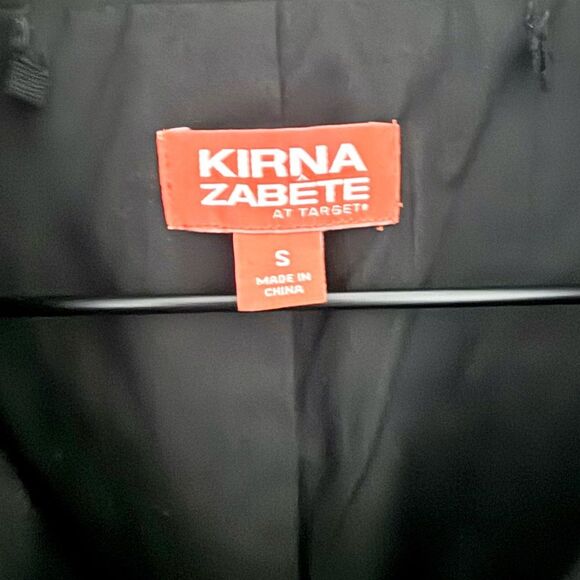 KIRNA
ZABÊTE
AT TARGET®
S
MADE IN
CHINA